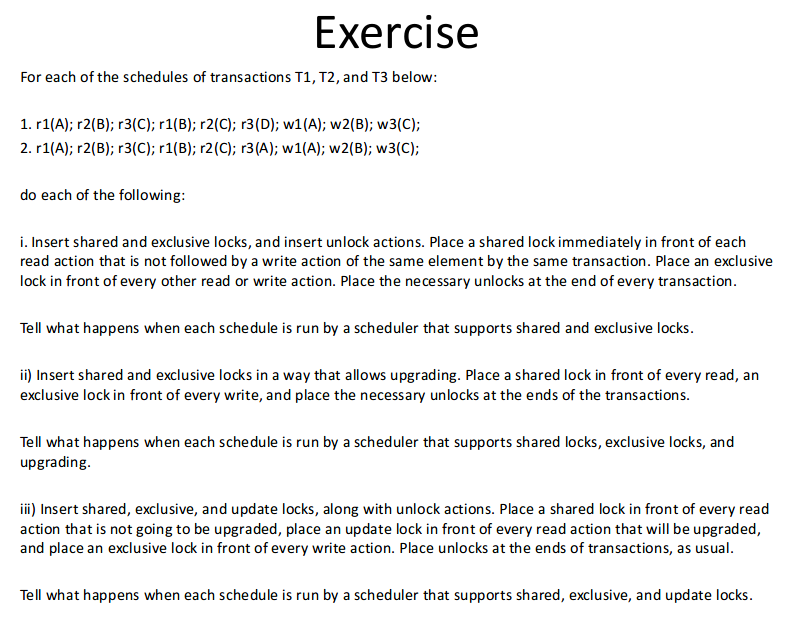 Exercise
For each of the schedules of transactions T1, T2, and T3 below:
1. r1(A); r2(B); r3(C); r1(B); r2(C); r3(D); w1(A); w2(B); w3(C);
2. r1(A); r2(B); r3(C); r1(B); r2(C); r3(A); w1(A); w2(B); w3(C);
do each of the following:
i. Insert shared and exclusive locks, and insert unlock actions. Place a shared lock immediately in front of each
read action that is not followed by a write action of the same element by the same transaction. Place an exclusive
lock in front of every other read or write action. Place the necessary unlocks at the end of every transaction.
Tell what happens when each schedule is run by a scheduler that supports shared and exclusive locks.
ii) Insert shared and exclusive locks in a way that allows upgrading. Place a shared lock in front of every read, an
exclusive lock in front of every write, and place the necessary unlocks at the ends of the transactions.
Tell what happens when each schedule is run by a scheduler that supports shared locks, exclusive locks, and
upgrading.
iii) Insert shared, exclusive, and update locks, along with unlock actions. Place a shared lock in front of every read
action that is not going to be upgraded, place an update lock in front of every read action that will be upgraded,
and place an exclusive lock in front of every write action. Place unlocks at the ends of transactions, as usual.
Tell what happens when each schedule is run by a scheduler that supports shared, exclusive, and update locks.